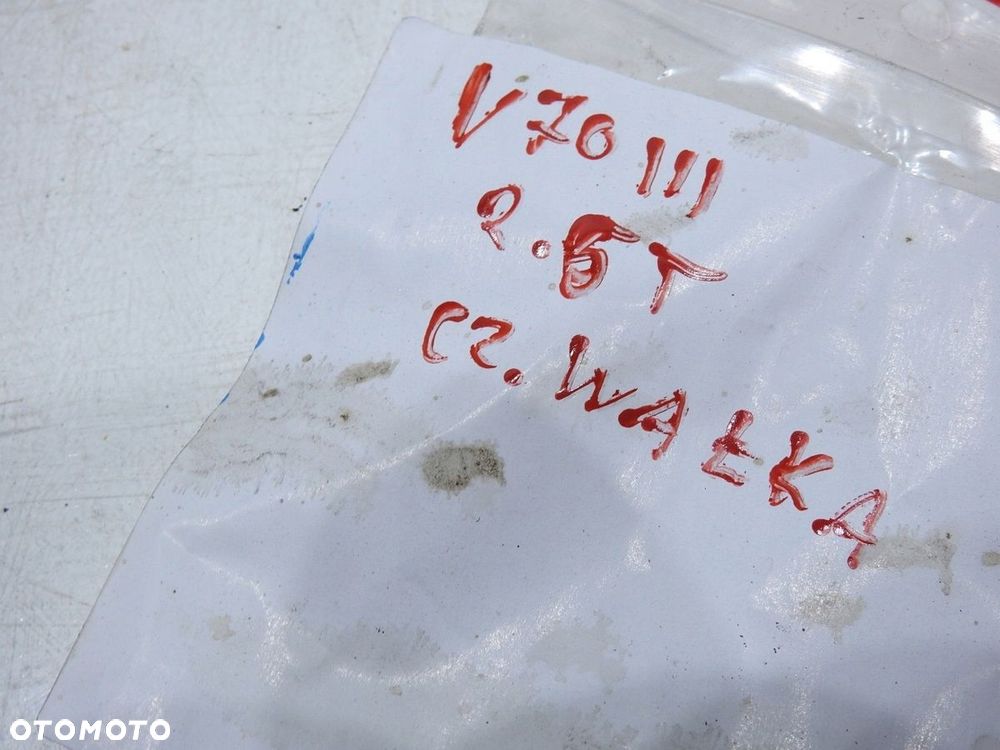 V70 III
2.5T
CZ. WAŁKA
OTOMOTO